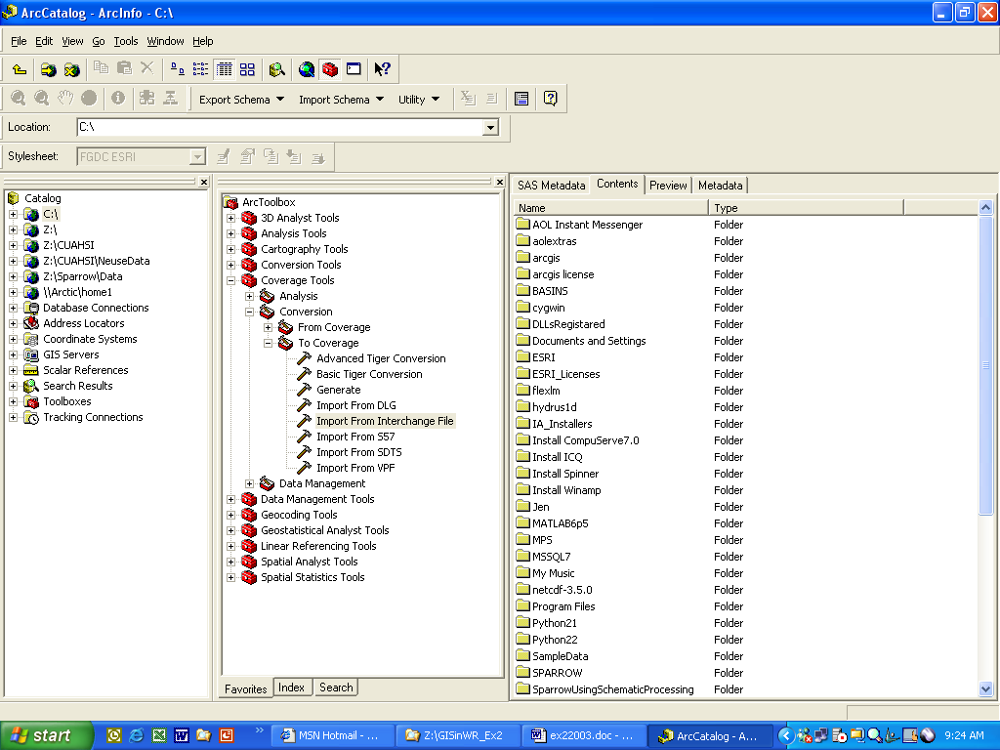 ArcCatalog - ArcInfo - C:\
File Edit View Go Tools Window Help
Export Schema Import Schema Utility
Location: C:\
Stylesheet: FGDC ESRI
Catalog
C:\
Z:\
Z:\CUAHSI
Z:\CUAHSI\NeuseData
Z:\Sparrow\Data
\\Arctic\home1
Database Connections
Address Locators
Coordinate Systems
GIS Servers
Scalar References
Search Results
Toolboxes
Tracking Connections
ArcToolbox
3D Analyst Tools
Analysis Tools
Cartography Tools
Conversion Tools
Coverage Tools
Analysis
Conversion
From Coverage
To Coverage
Advanced Tiger Conversion
Basic Tiger Conversion
Generate
Import From DLG
Import From Interchange File
Import From S57
Import From SDTS
Import From VPF
Data Management
Data Management Tools
Geocoding Tools
Geostatistical Analyst Tools
Linear Referencing Tools
Spatial Analyst Tools
Spatial Statistics Tools
Favorites Index Search
SAS Metadata Contents Preview Metadata
Name Type
AOL Instant Messenger Folder
aolextras Folder
arcgis Folder
arcgis license Folder
BASINS Folder
cygwin Folder
DLLsRegistared Folder
Documents and Settings Folder
ESRI Folder
ESRI_Licenses Folder
flexlm Folder
hydrus1d Folder
IA_Installers Folder
Install CompuServe7.0 Folder
Install ICQ Folder
Install Spinner Folder
Install Winamp Folder
Jen Folder
MATLAB6p5 Folder
MPS Folder
MSSQL7 Folder
My Music Folder
netcdf-3.5.0 Folder
Program Files Folder
Python21 Folder
Python22 Folder
SampleData Folder
SPARROW Folder
SparrowUsingSchematicProcessing Folder
start MSN Hotmail - ... Z:\GISinWR_Ex2 ex22003.doc - ... ArcCatalog - A... 9:24 AM